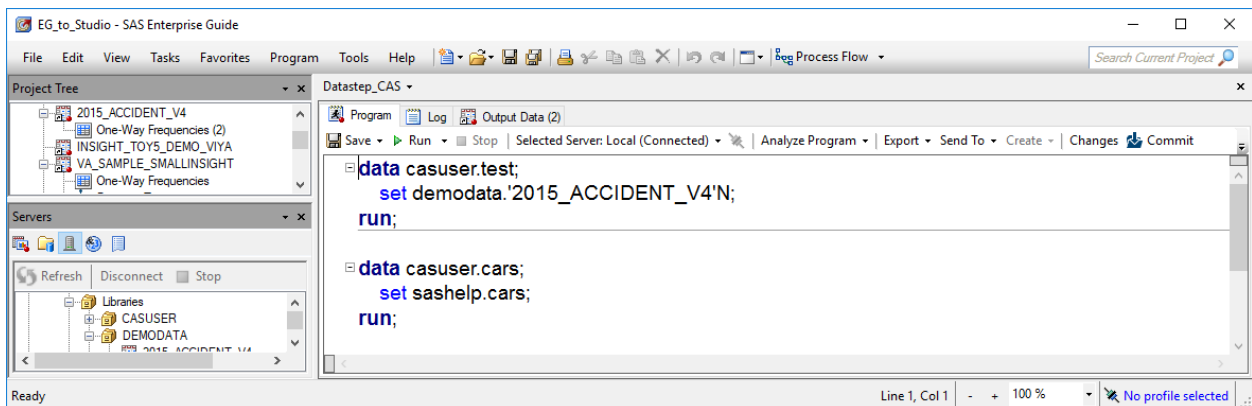 EG_to_Studio - SAS Enterprise Guide
File Edit View Tasks Favorites Program Tools Help Process Flow Search Current Project
Project Tree
2015_ACCIDENT_V4
One-Way Frequencies (2)
INSIGHT_TOY5_DEMO_VIYA
VA_SAMPLE_SMALLINSIGHT
One-Way Frequencies
Servers
Refresh Disconnect Stop
Libraries
CASUSER
DEMODATA
2015_ACCIDENT_V4
Datastep_CAS
Program Log Output Data (2)
Save Run Stop Selected Server: Local (Connected) Analyze Program Export Send To Create Changes Commit
data casuser.test;
set demodata.'2015_ACCIDENT_V4'N;
run;
data casuser.cars;
set sashelp.cars;
run;
Ready Line 1, Col 1 - + 100 % No profile selected